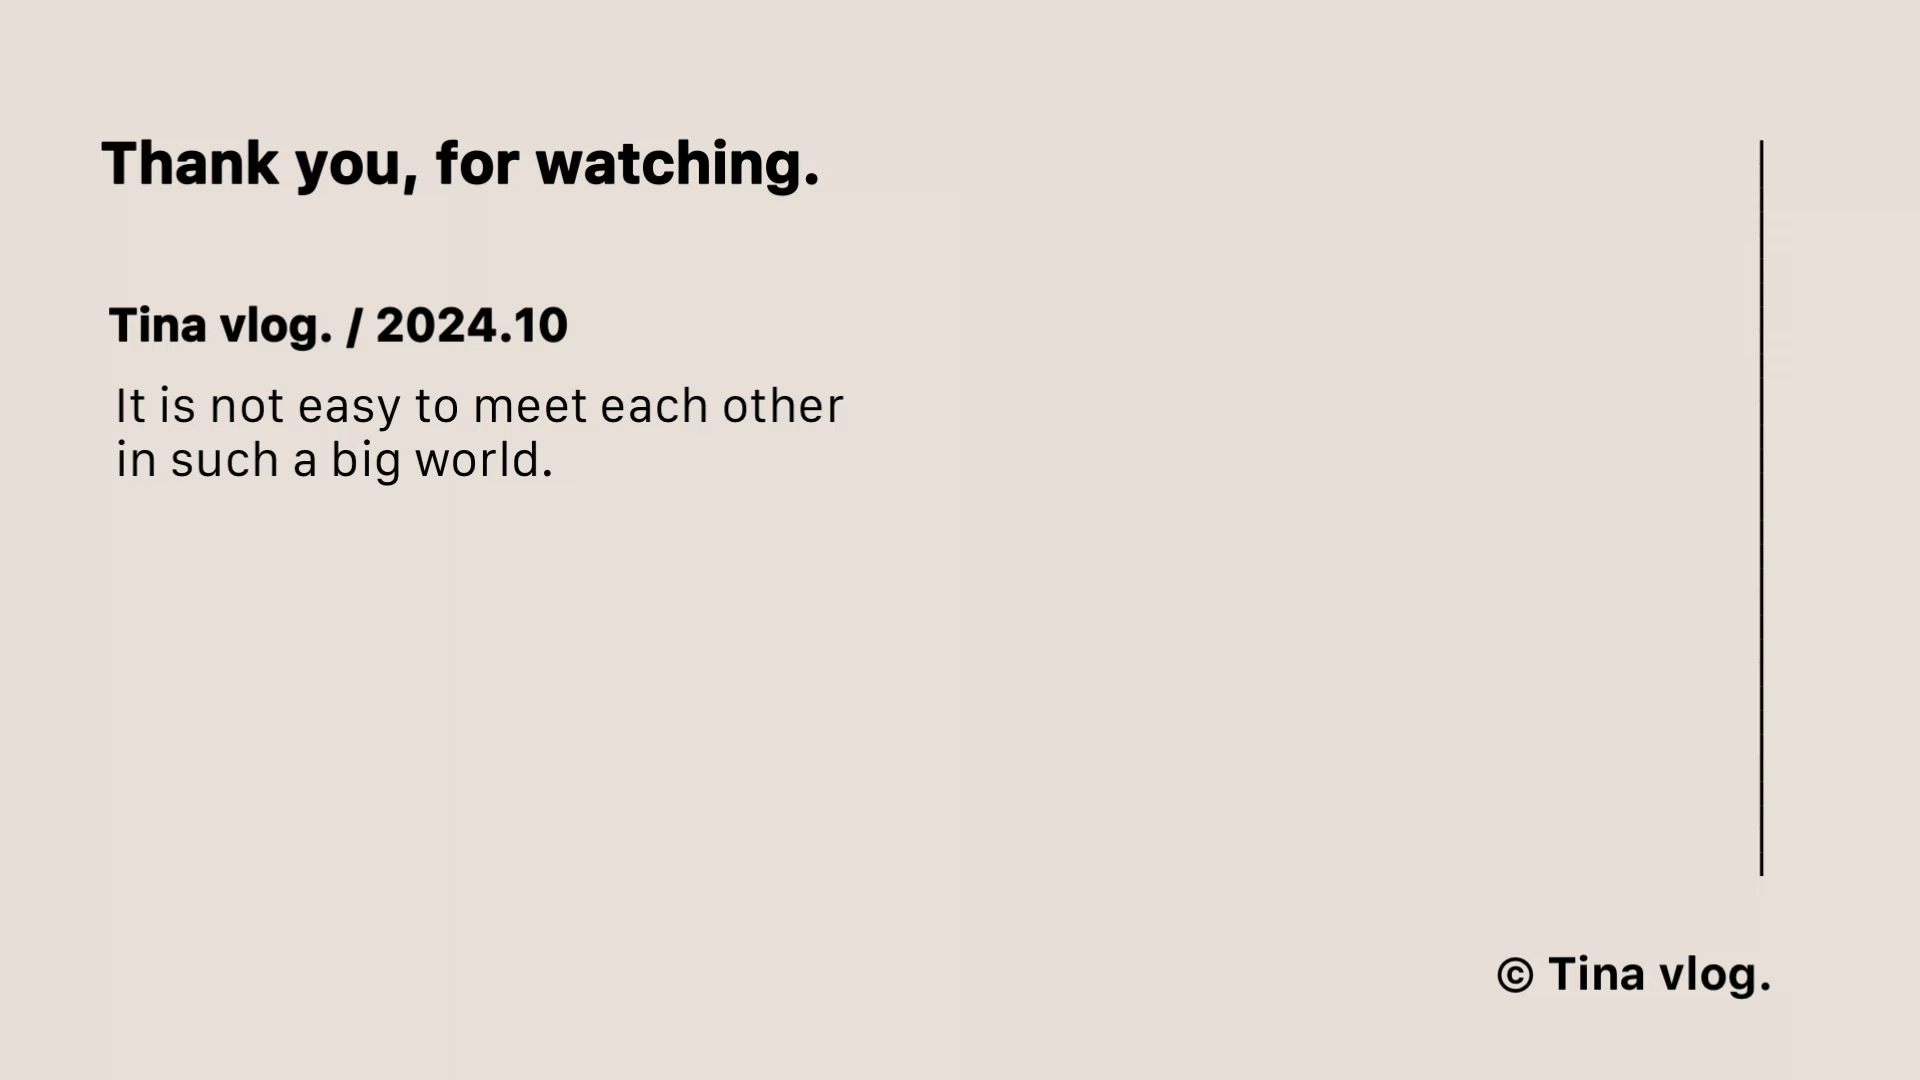 Thank you, for watching.
Tina vlog. / 2024.10
It is not easy to meet each other
in such a big world.
© Tina vlog.